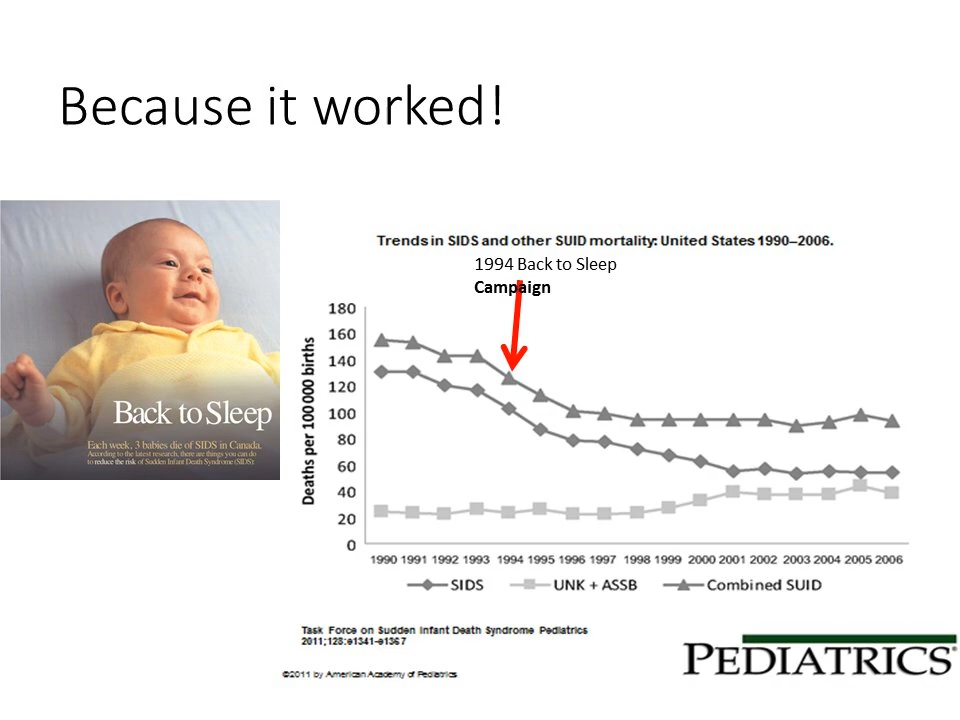 Because it worked!
Back to Sleep
Each week, 3 babies die of SIDS in Canada.
According to the latest research, there are things you can do
to reduce the risk of Sudden Infant Death Syndrome (SIDS)
Trends in SIDS and other SUID mortality: United States 1990–2006.
1994 Back to Sleep
Campaign
Deaths per 100 000 births
180
160
140
120
100
80
60
40
20
0
1990 1991 1992 1993 1994 1995 1996 1997 1998 1999 2000 2001 2002 2003 2004 2005 2006
SIDS UNK + ASSB Combined SUID
Task Force on Sudden Infant Death Syndrome Pediatrics
2011;128:e1341-e1367
©2011 by American Academy of Pediatrics
PEDIATRICS®